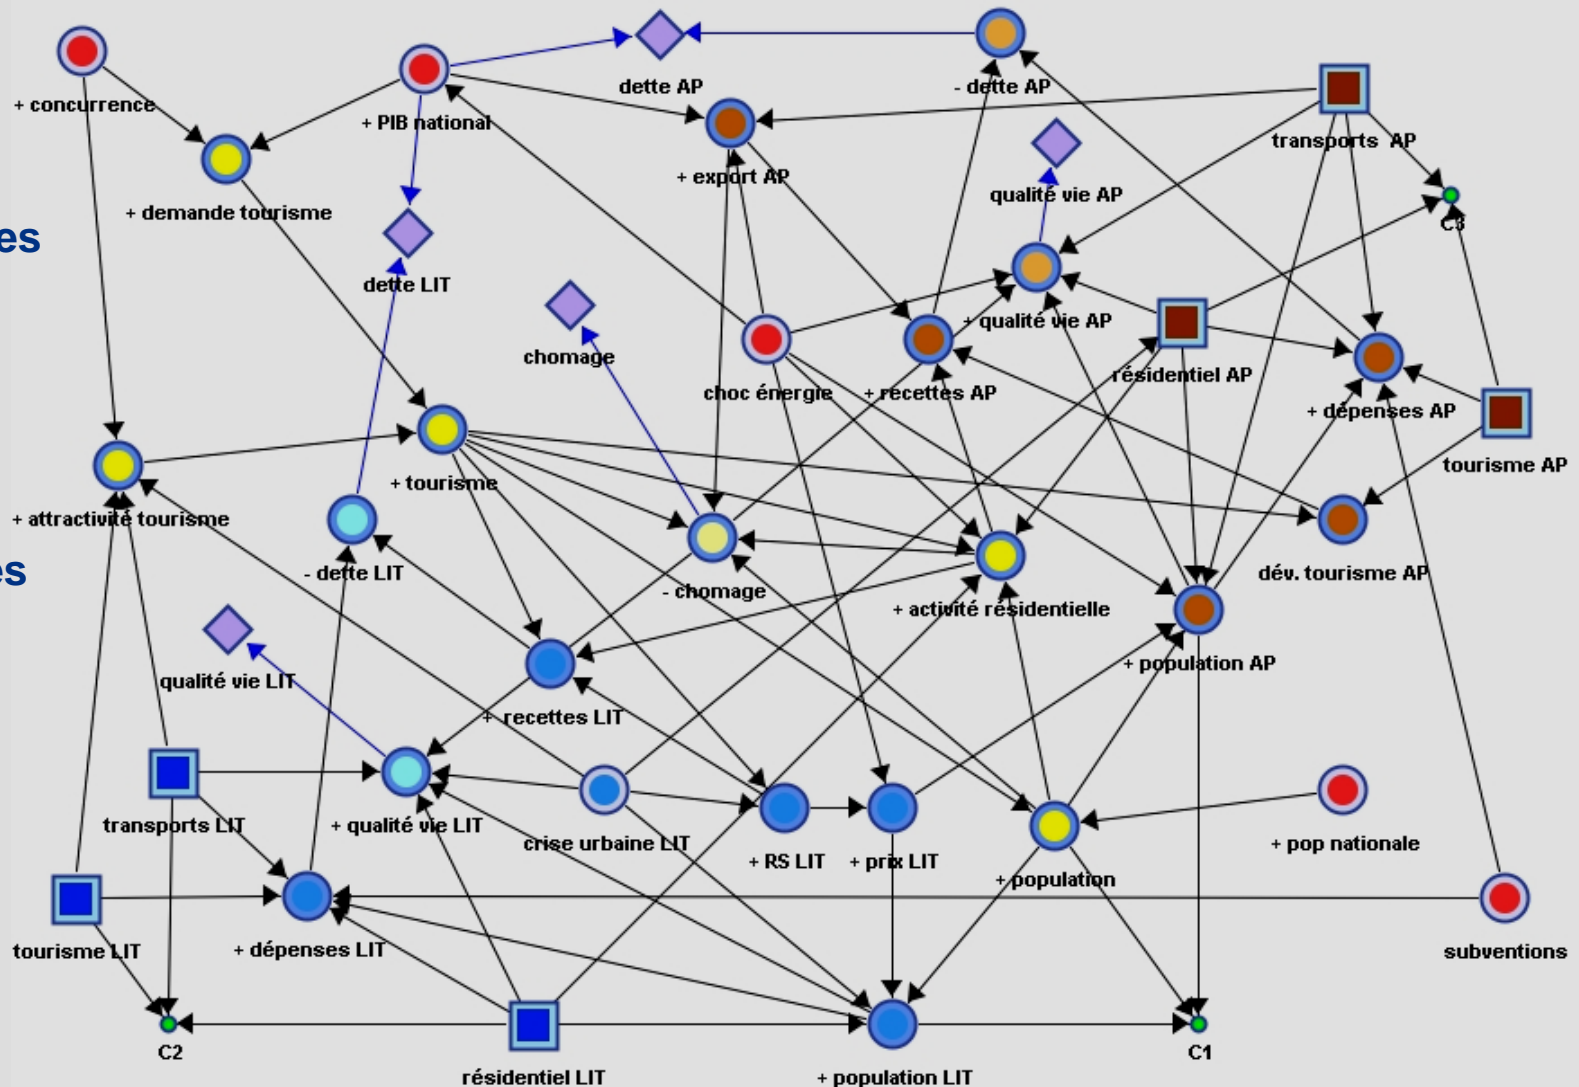 + concurrence
+ PIB national
dette AP
- dette AP
transports AP
+ demande tourisme
+ export AP
qualité vie AP
C3
es
dette LIT
chomage
choc énergie
+ recettes AP
+ qualité vie AP
résidentiel AP
+ dépenses AP
tourisme AP
+ attractivité tourisme
+ tourisme
es
- dette LIT
- chomage
+ activité résidentielle
dév. tourisme AP
+ population AP
qualité vie LIT
+ recettes LIT
transports LIT
+ qualité vie LIT
crise urbaine LIT
+ RS LIT
+ prix LIT
+ population
+ pop nationale
tourisme LIT
+ dépenses LIT
subventions
C2
résidentiel LIT
+ population LIT
C1